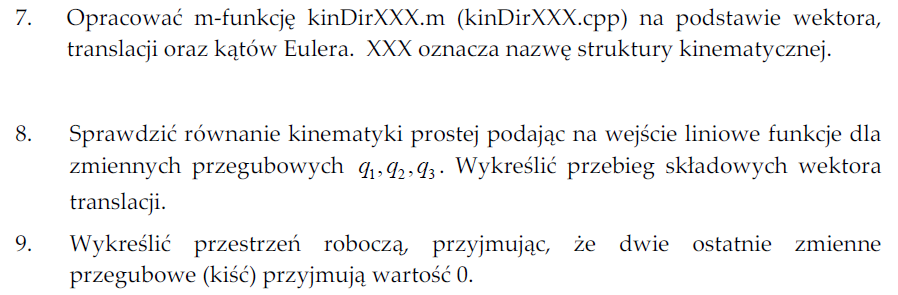 7. Opracować m-funkcję kinDirXXX.m (kinDirXXX.cpp) na podstawie wektora,
translacji oraz kątów Eulera. XXX oznacza nazwę struktury kinematycznej.
8. Sprawdzić równanie kinematyki prostej podając na wejście liniowe funkcje dla
zmiennych przegubowych q₁,q₂,q₃. Wykreślić przebieg składowych wektora
translacji.
9. Wykreślić przestrzeń roboczą, przyjmując, że dwie ostatnie zmienne
przegubowe (kiść) przyjmują wartość 0.